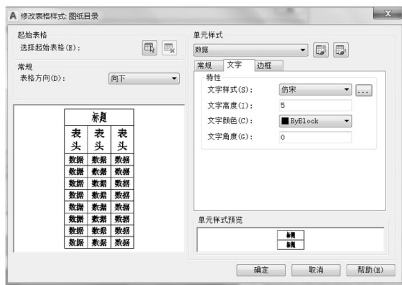 修改表格样式: 图纸目录
起始表格
选择起始表格(E):
常规
表格方向(D):
向下
标题
表头 表头 表头
数据 数据 数据
数据 数据 数据
数据 数据 数据
数据 数据 数据
数据 数据 数据
数据 数据 数据
数据 数据 数据
数据 数据 数据
单元样式
数据
常规 文字 边框
特性
文字样式(S): 仿宋 ...
文字高度(I): 5
文字颜色(C): ByBlock
文字角度(G): 0
单元样式预览
标题
标题
确定 取消 帮助(H)